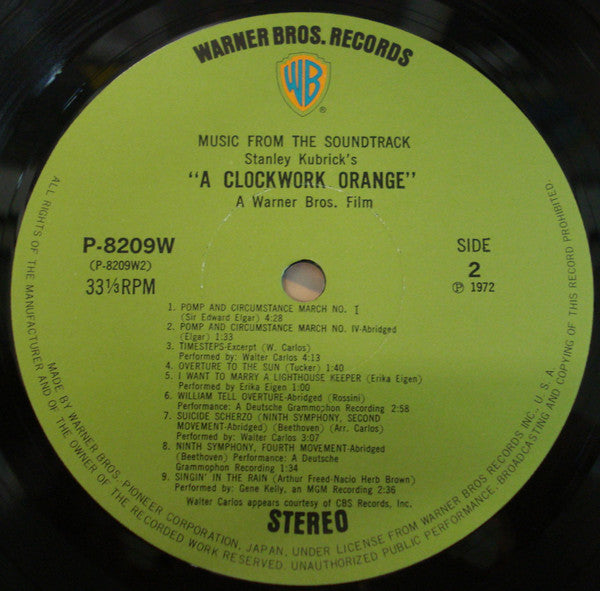 WARNER BROS. RECORDS
WB
®
MUSIC FROM THE SOUNDTRACK
Stanley Kubrick's
"A CLOCKWORK ORANGE"
A Warner Bros. Film
P-8209W
(P-8209W2)
33⅓RPM
SIDE
2
Ⓟ 1972
1. POMP AND CIRCUMSTANCE MARCH NO. I
(Sir Edward Elgar) 4:28
2. POMP AND CIRCUMSTANCE MARCH NO. IV-Abridged
(Elgar) 1:33
3. TIMESTEPS-Excerpt (W. Carlos)
Performed by: Walter Carlos 4:13
4. OVERTURE TO THE SUN (Tucker) 1:40
5. I WANT TO MARRY A LIGHTHOUSE KEEPER (Erika Eigen)
Performed by Erika Eigen 1:00
6. WILLIAM TELL OVERTURE-Abridged (Rossini)
Performance: A Deutsche Grammophon Recording 2:58
7. SUICIDE SCHERZO (NINTH SYMPHONY, SECOND
MOVEMENT-Abridged) (Beethoven) (Arr. Carlos)
Performed by: Walter Carlos 3:07
8. NINTH SYMPHONY, FOURTH MOVEMENT-Abridged
(Beethoven) Performance: A Deutsche
Grammophon Recording 1:34
9. SINGIN' IN THE RAIN (Arthur Freed-Nacio Herb Brown)
Performed by: Gene Kelly, an MGM Recording 2:36
Walter Carlos appears courtesy of CBS Records, Inc.
STEREO
MADE BY WARNER BROS.-PIONEER CORPORATION, JAPAN, UNDER LICENSE FROM WARNER BROS RECORDS INC., U.S.A.
ALL RIGHTS OF THE MANUFACTURER AND OF THE OWNER OF THE RECORDED WORK RESERVED. UNAUTHORIZED PUBLIC PERFORMANCE, BROADCASTING AND COPYING OF THIS RECORD PROHIBITED.